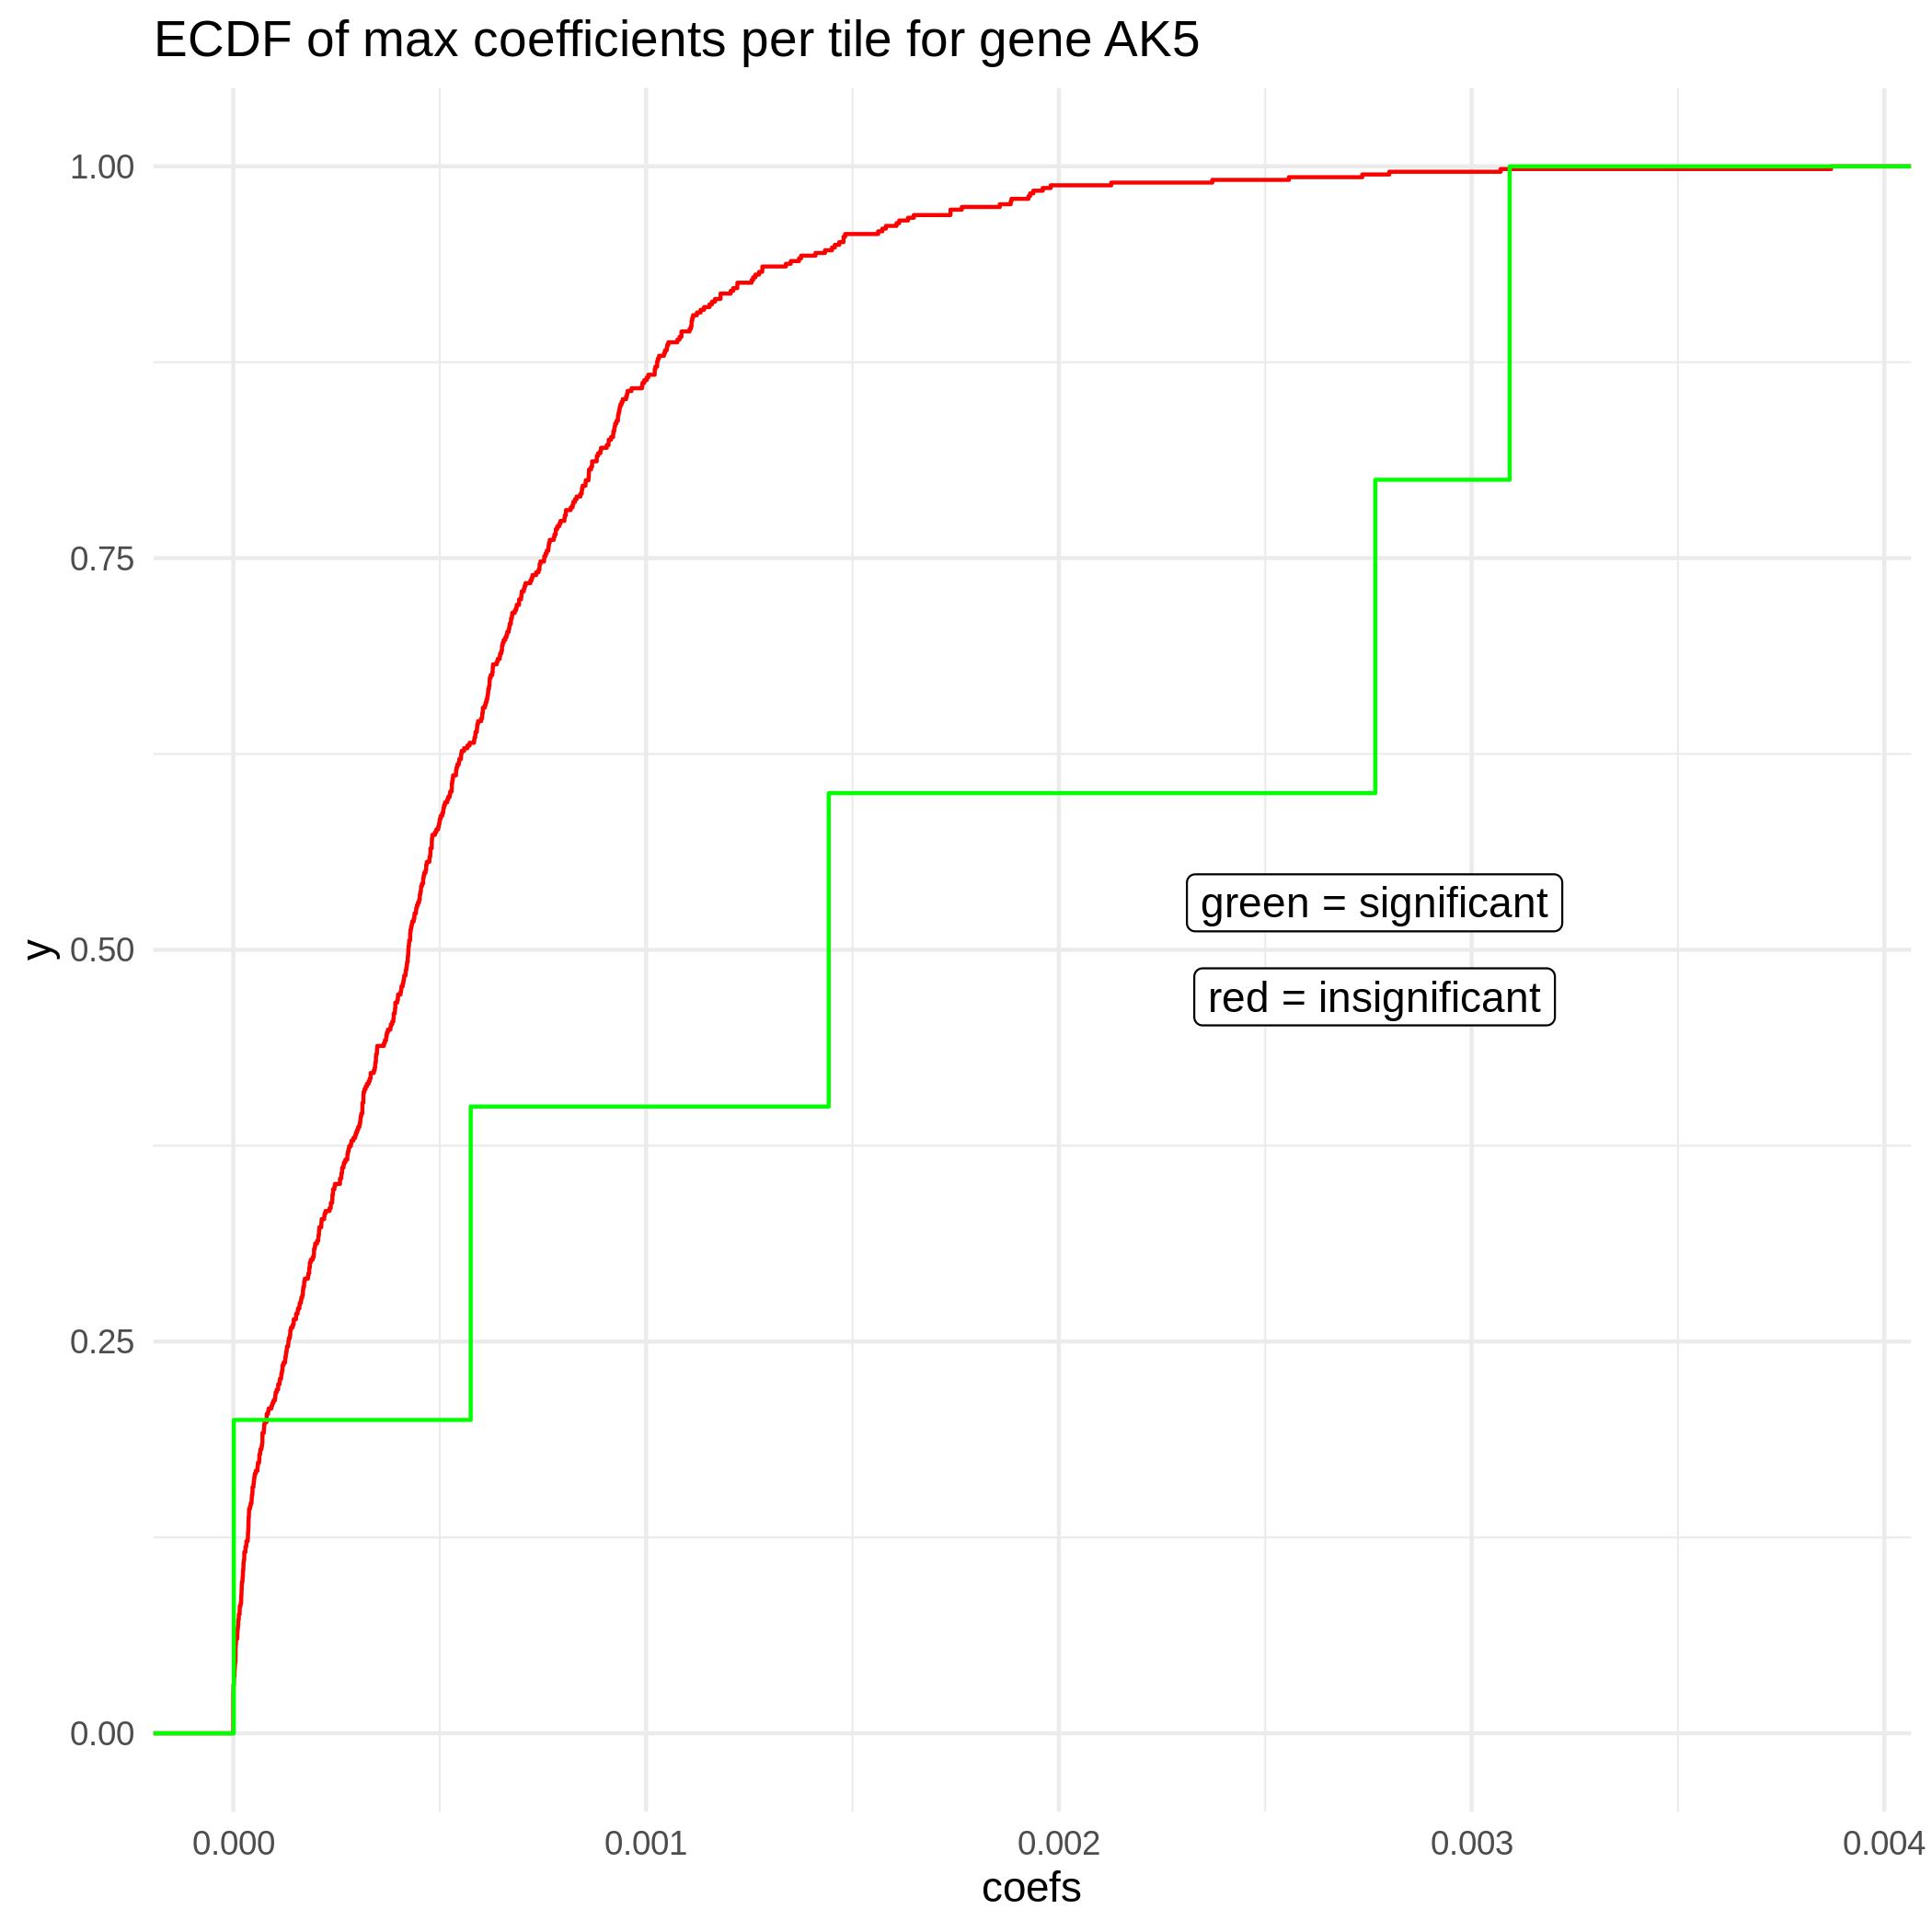 ECDF of max coefficients per tile for gene AK5
1.00
0.75
0.50
0.25
0.00
y
green = significant
red = insignificant
0.000
0.001
0.002
0.003
0.004
coefs